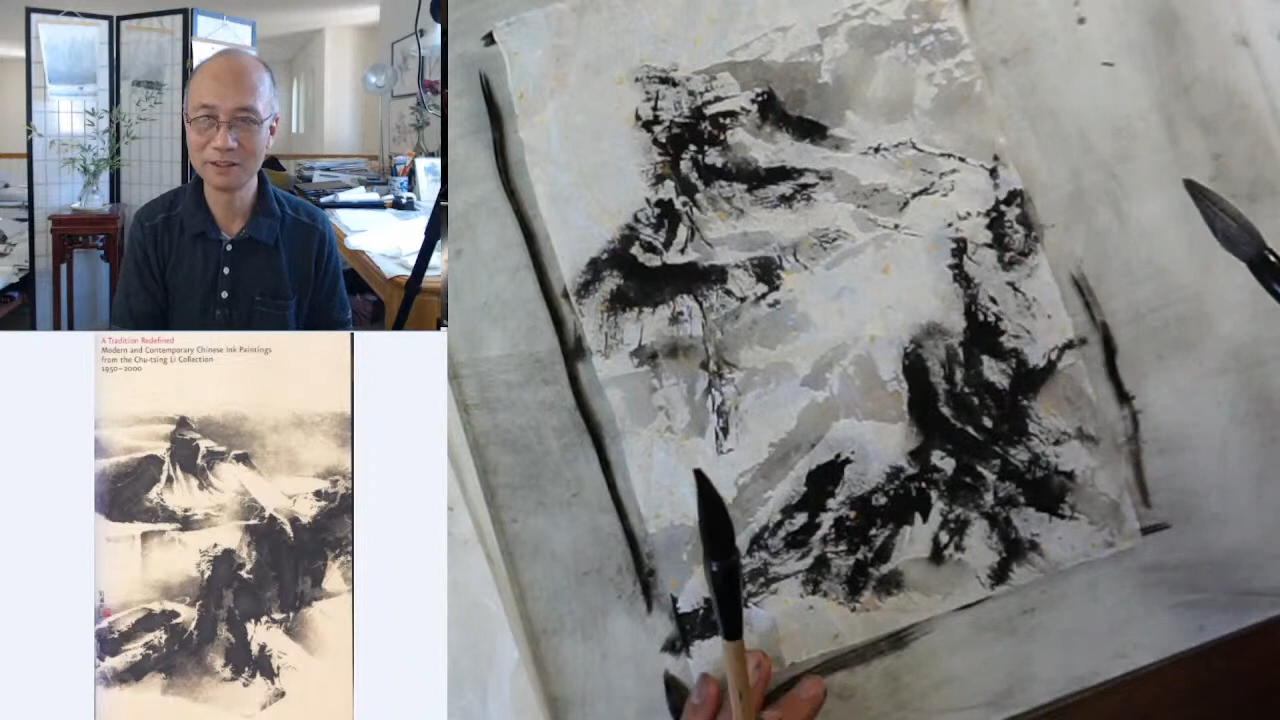 A Tradition Redefined
Modern and Contemporary Chinese Ink Paintings
from the Chu-tsing Li Collection
1950–2000